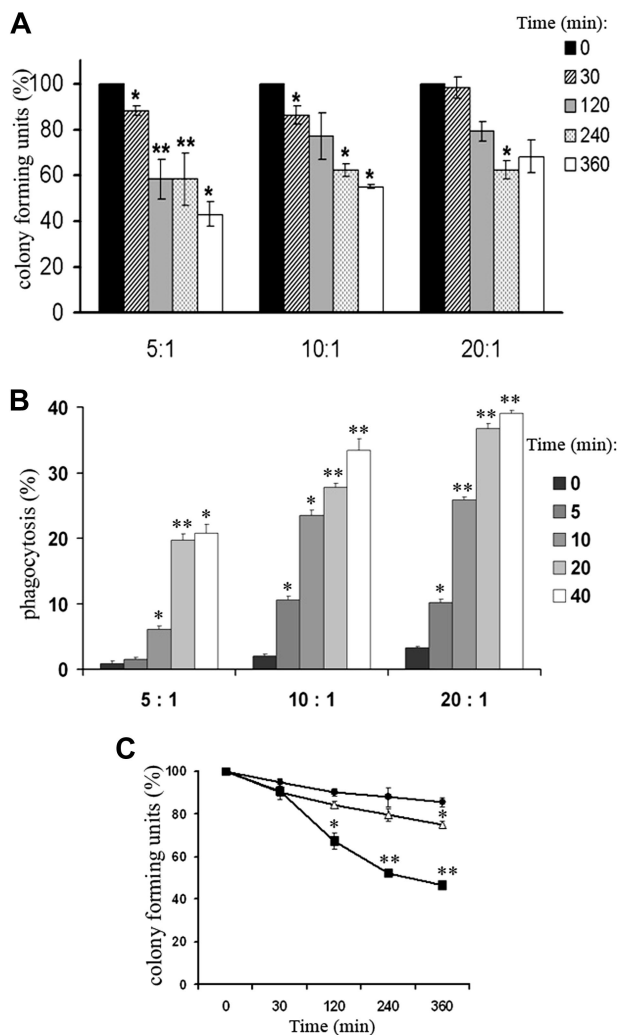 A
Time (min):
0
30
120
240
360
colony forming units (%)
100
80
60
40
20
0
* ** ** *
* * *
*
5:1 10:1 20:1
B
Time (min):
0
5
10
20
40
phagocytosis (%)
40
30
20
10
0
* ** *
* * ** **
* ** ** **
5 : 1 10 : 1 20 : 1
C
colony forming units (%)
100
80
60
40
20
0
*
* ** **
0 30 120 240 360
Time (min)